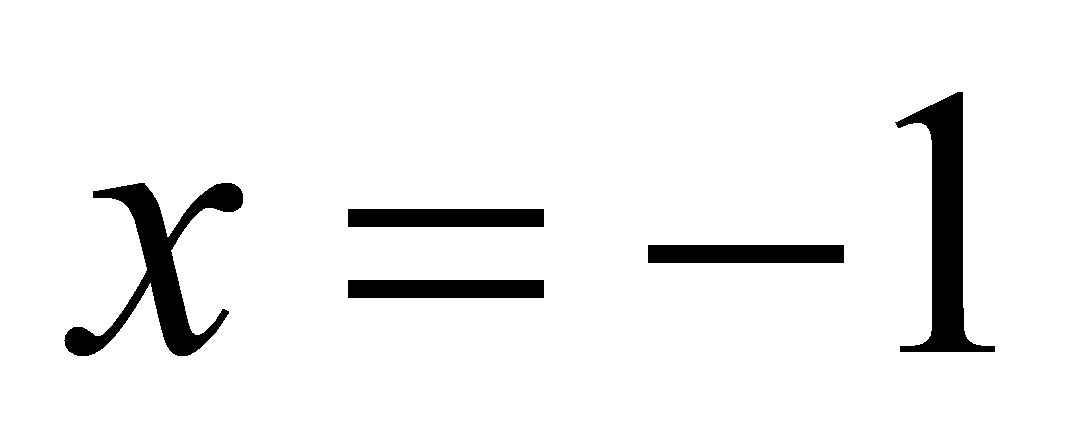 x = −1